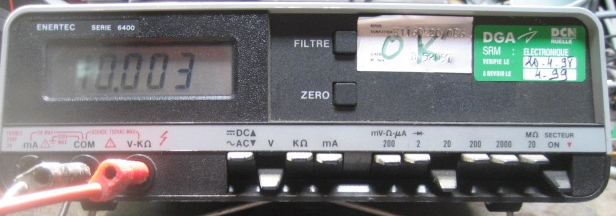 ENERTEC SERIE 6400
0.003
FILTRE
ZERO
OK
DGA
DCN
RUELLE
SRM : ELECTRONIQUE
VERIFIE LE 20.4.98
A REVOIR LE 4-99
mA COM V-KΩ
⎓DC▲
∿AC▼ V KΩ mA
mV-Ω-µA
200 2 20 200 2000 20
MΩ SECTEUR
ON ▼